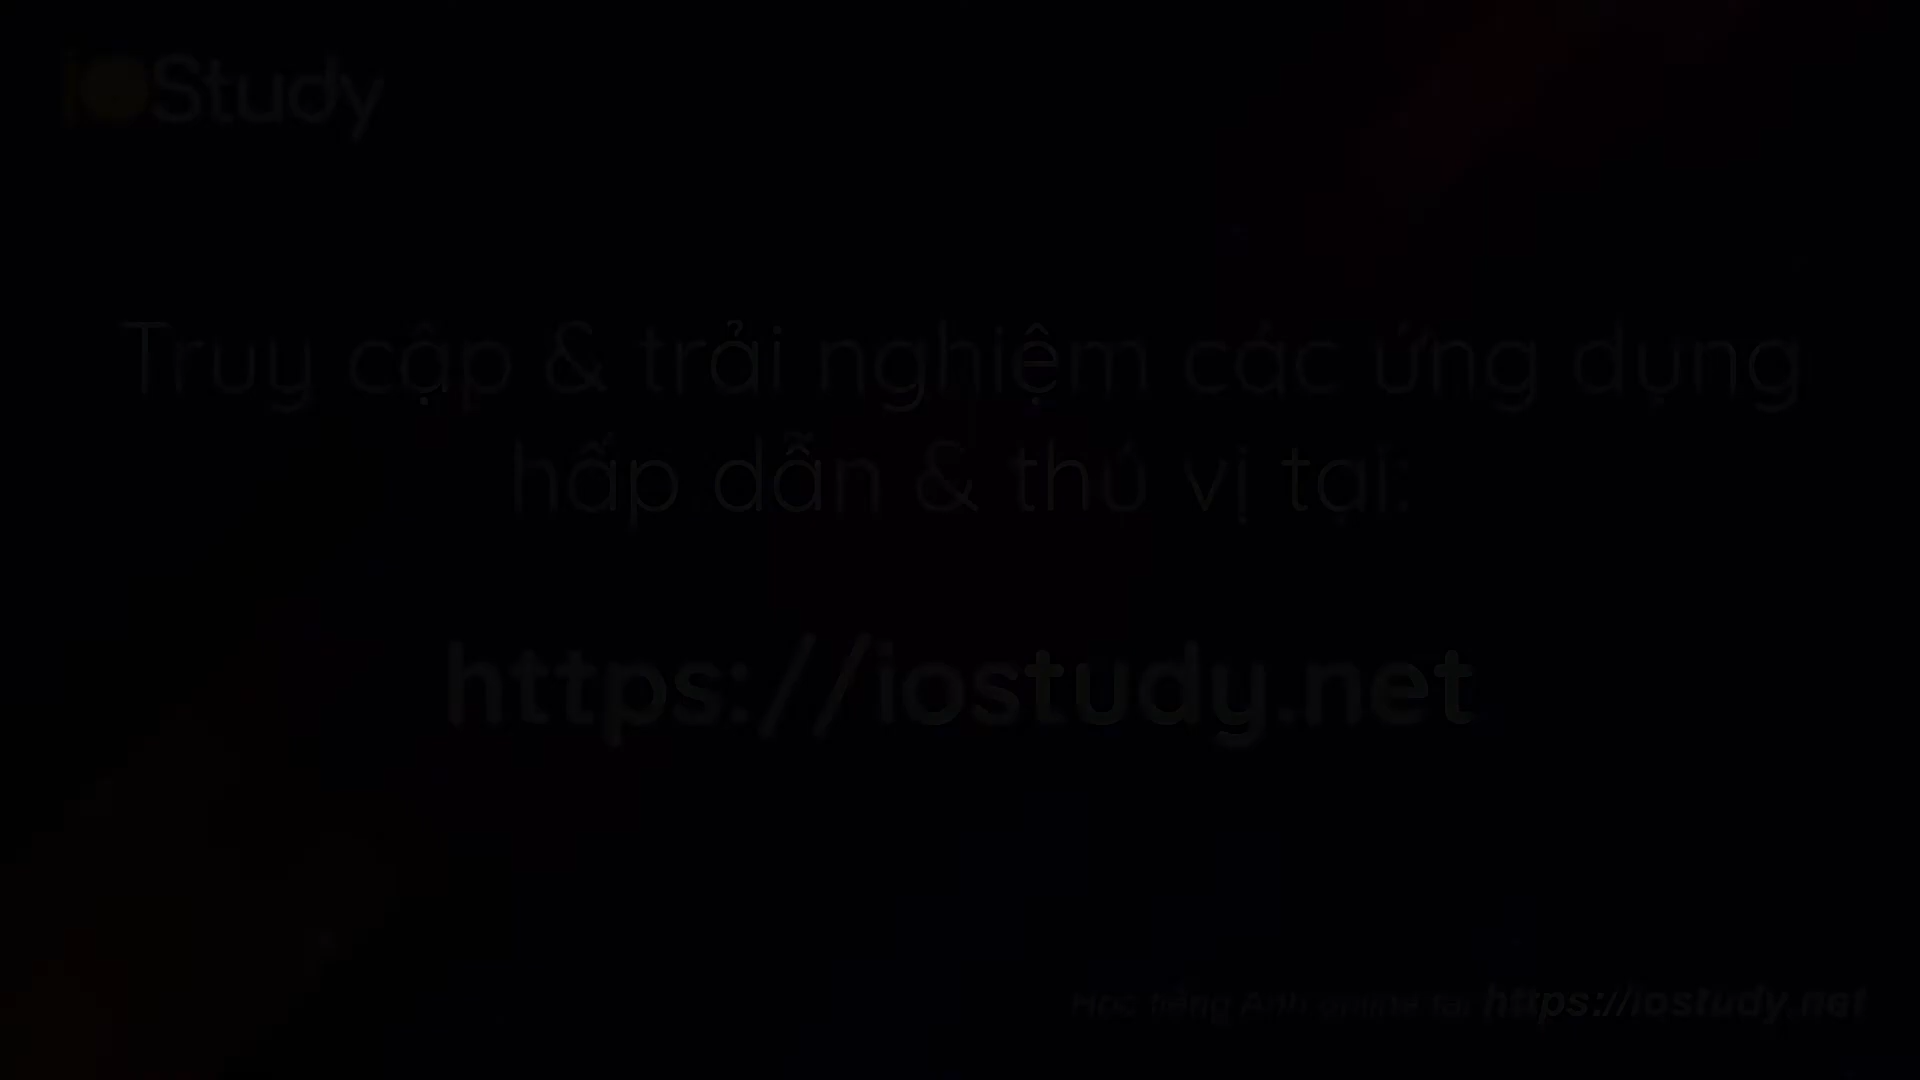 IOStudy
Truy cập & trải nghiệm các ứng dụng
hấp dẫn & thú vị tại:
https://iostudy.net
Học tiếng Anh online tại https://iostudy.net